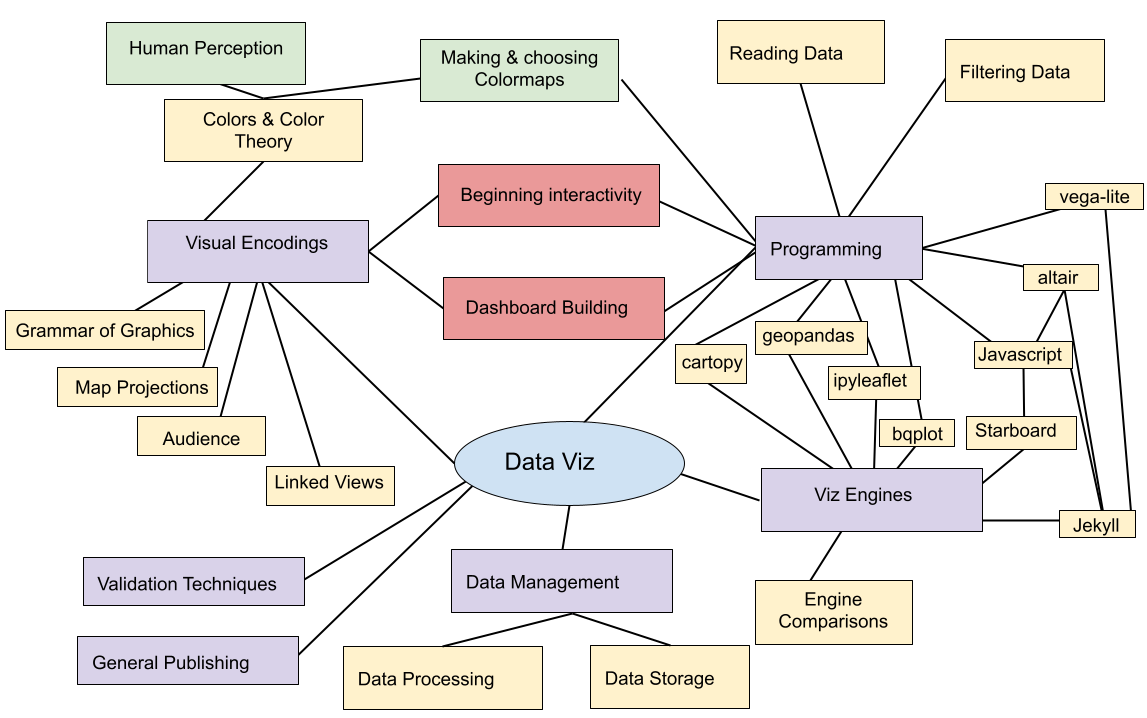 Human Perception
Making & choosing
Colormaps
Reading Data
Filtering Data
Colors & Color
Theory
Beginning interactivity
vega-lite
Visual Encodings
Programming
altair
Dashboard Building
Grammar of Graphics
geopandas
cartopy
Javascript
Map Projections
ipyleaflet
Audience
bqplot
Starboard
Data Viz
Linked Views
Viz Engines
Jekyll
Validation Techniques
Data Management
Engine
Comparisons
General Publishing
Data Processing
Data Storage